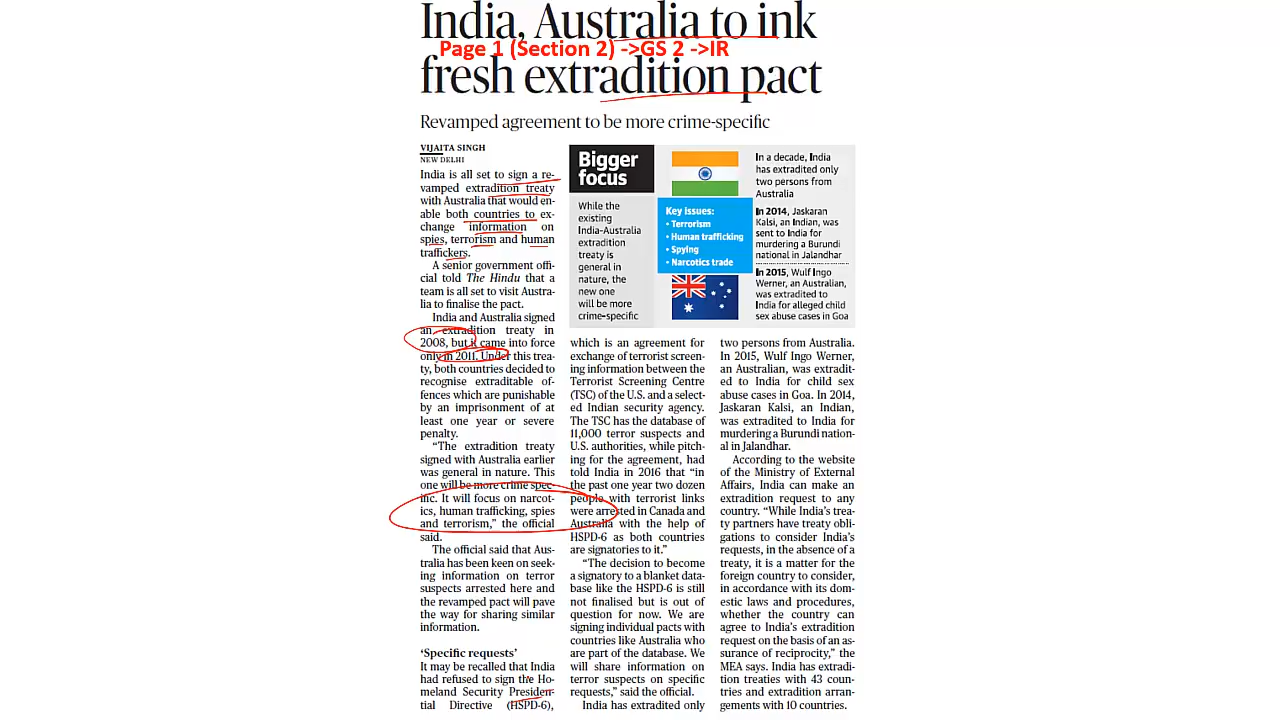 India, Australia to ink
Page 1 (Section 2) ->GS 2 ->IR
fresh extradition pact
Revamped agreement to be more crime-specific
VIJAITA SINGH
NEW DELHI
India is all set to sign a re-
vamped extradition treaty
with Australia that would en-
able both countries to ex-
change information on
spies, terrorism and human
traffickers.
A senior government offi-
cial told The Hindu that a
team is all set to visit Austra-
lia to finalise the pact.
India and Australia signed
an extradition treaty in
2008, but it came into force
only in 2011. Under this trea-
ty, both countries decided to
recognise extraditable of-
fences which are punishable
by an imprisonment of at
least one year or severe
penalty.
“The extradition treaty
signed with Australia earlier
was general in nature. This
one will be more crime spec-
ific. It will focus on narcot-
ics, human trafficking, spies
and terrorism,” the official
said.
The official said that Aus-
tralia has been keen on seek-
ing information on terror
suspects arrested here and
the revamped pact will pave
the way for sharing similar
information.
‘Specific requests’
It may be recalled that India
had refused to sign the Ho-
meland Security Presiden-
tial Directive (HSPD-6),
Bigger
focus
While the
existing
India-Australia
extradition
treaty is
general in
nature, the
new one
will be more
crime-specific
Key issues:
• Terrorism
• Human trafficking
• Spying
• Narcotics trade
In a decade, India
has extradited only
two persons from
Australia
In 2014, Jaskaran
Kalsi, an Indian, was
sent to India for
murdering a Burundi
national in Jalandhar
In 2015, Wulf Ingo
Werner, an Australian,
was extradited to
India for alleged child
sex abuse cases in Goa
which is an agreement for
exchange of terrorist screen-
ing information between the
Terrorist Screening Centre
(TSC) of the U.S. and a select-
ed Indian security agency.
The TSC has the database of
11,000 terror suspects and
U.S. authorities, while pitch-
ing for the agreement, had
told India in 2016 that “in
the past one year two dozen
people with terrorist links
were arrested in Canada and
Australia with the help of
HSPD-6 as both countries
are signatories to it.”
“The decision to become
a signatory to a blanket data-
base like the HSPD-6 is still
not finalised but is out of
question for now. We are
signing individual pacts with
countries like Australia who
are part of the database. We
will share information on
terror suspects on specific
requests,” said the official.
India has extradited only
two persons from Australia.
In 2015, Wulf Ingo Werner,
an Australian, was extradit-
ed to India for child sex
abuse cases in Goa. In 2014,
Jaskaran Kalsi, an Indian,
was extradited to India for
murdering a Burundi nation-
al in Jalandhar.
According to the website
of the Ministry of External
Affairs, India can make an
extradition request to any
country. “While India’s trea-
ty partners have treaty obli-
gations to consider India’s
requests, in the absence of a
treaty, it is a matter for the
foreign country to consider,
in accordance with its dom-
estic laws and procedures,
whether the country can
agree to India’s extradition
request on the basis of an as-
surance of reciprocity,” the
MEA says. India has extradi-
tion treaties with 43 coun-
tries and extradition arran-
gements with 10 countries.